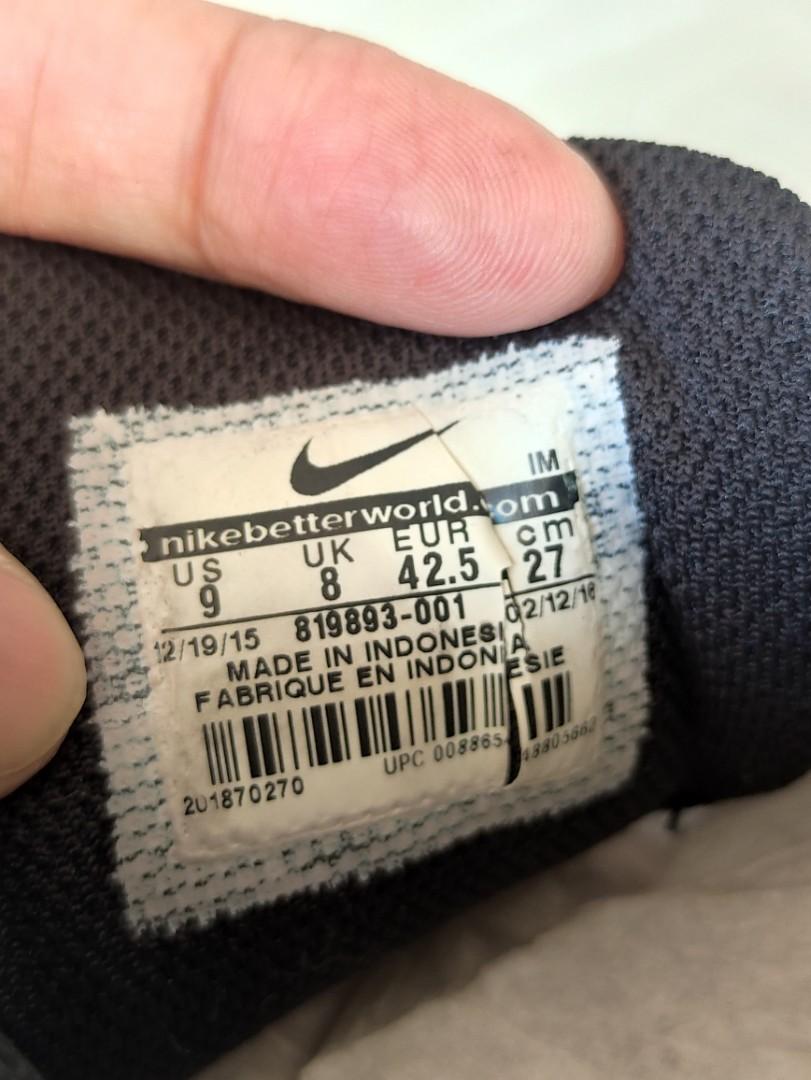 IM
nikebetterworld.com
US UK EUR cm
9 8 42.5 27
12/19/15 819893-001 02/12/16
MADE IN INDONESIA
FABRIQUE EN INDONESIE
UPC 008865
201870270